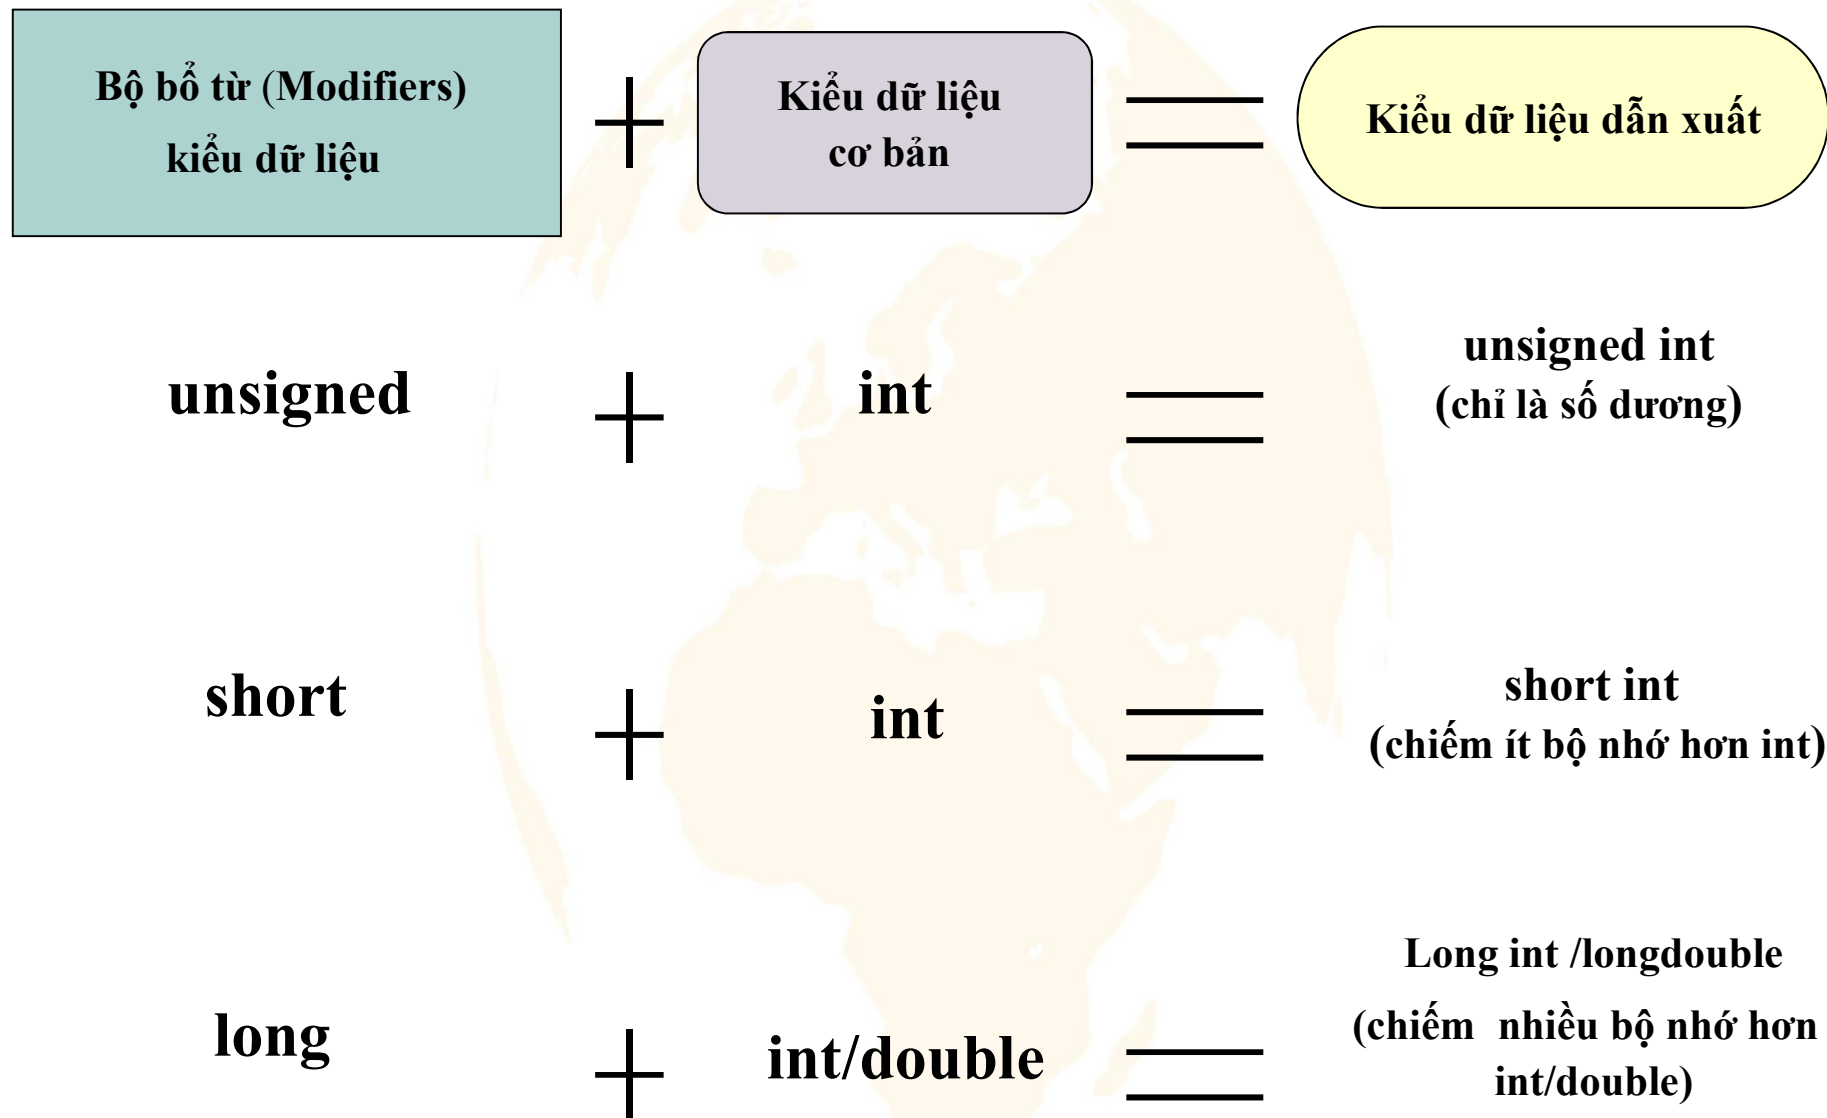 Bộ bổ từ (Modifiers)
kiểu dữ liệu
+
Kiểu dữ liệu
cơ bản
=
Kiểu dữ liệu dẫn xuất
unsigned
+
int
=
unsigned int
(chỉ là số dương)
short
+
int
=
short int
(chiếm ít bộ nhớ hơn int)
long
+
int/double
=
Long int /longdouble
(chiếm  nhiều bộ nhớ hơn
int/double)